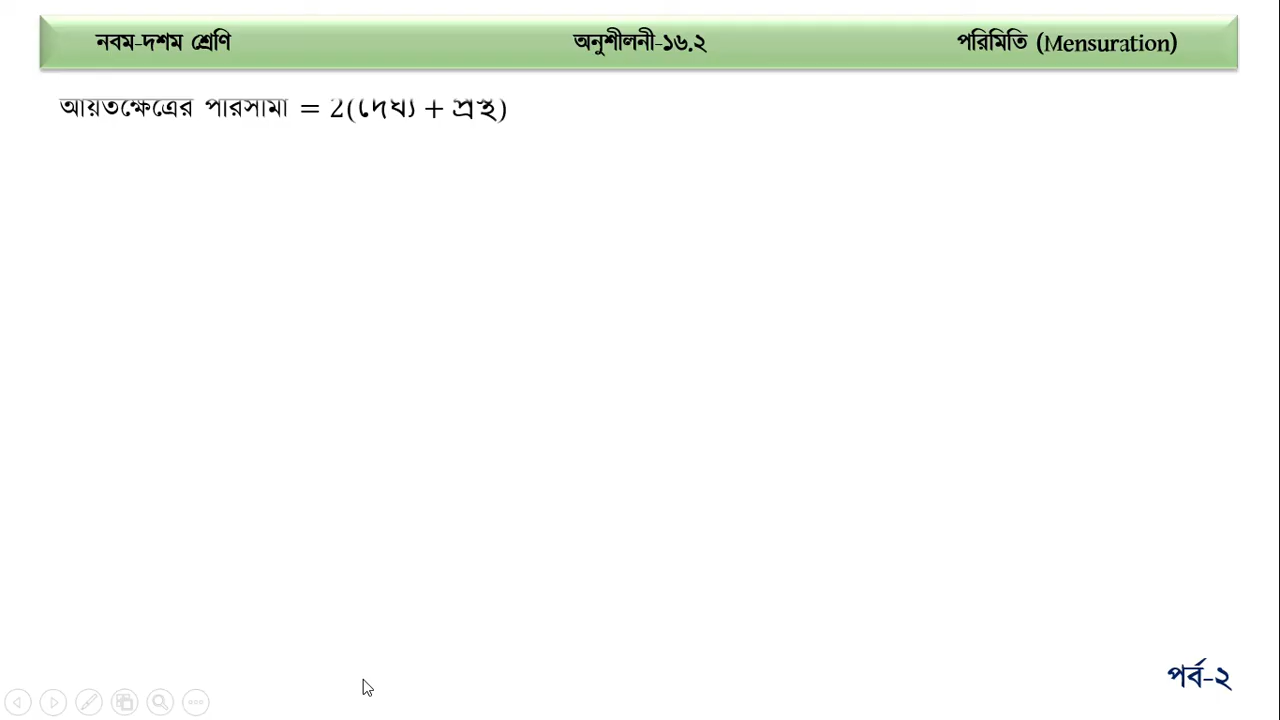 নবম-দশম শ্রেণি অনুশীলনী-১৬.২ পরিমিতি (Mensuration)
আয়তক্ষেত্রের পরিসীমা = 2(দৈর্ঘ্য + প্রস্থ)
পর্ব-২